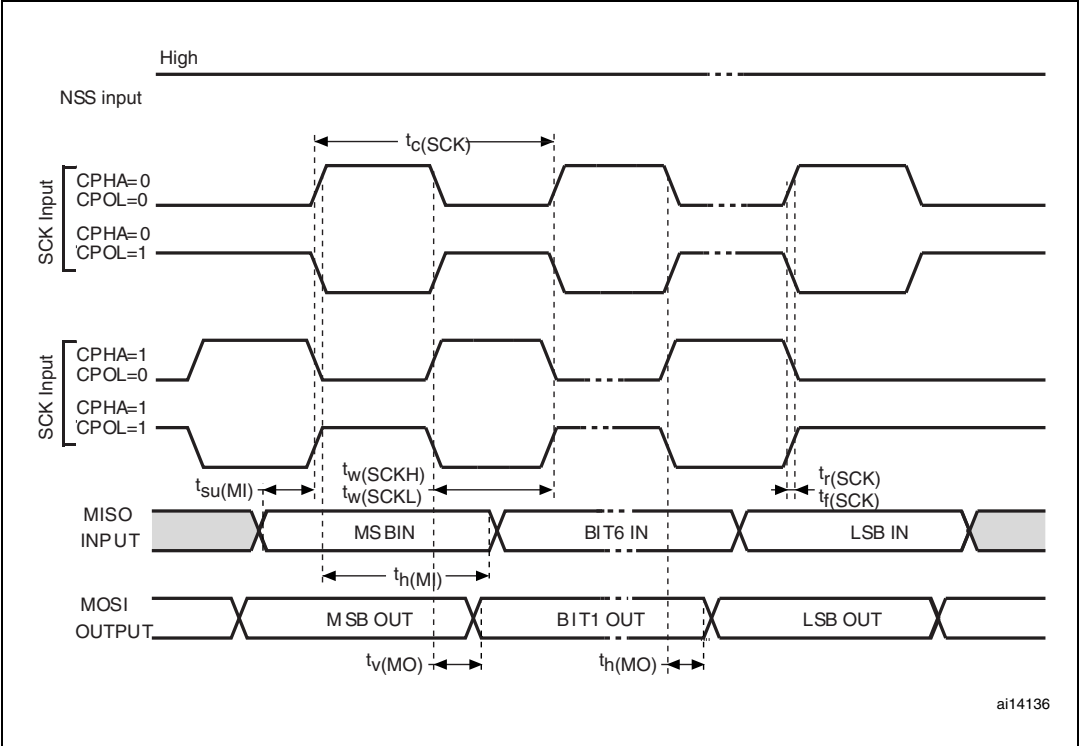 High
NSS input
tc(SCK)
SCK Input
CPHA=0
CPOL=0
CPHA=0
CPOL=1
SCK Input
CPHA=1
CPOL=0
CPHA=1
CPOL=1
tsu(MI)
tw(SCKH)
tw(SCKL)
tr(SCK)
tf(SCK)
MISO
INPUT
MSBIN
BIT6 IN
LSB IN
th(MI)
MOSI
OUTPUT
MSB OUT
BIT1 OUT
LSB OUT
tv(MO)
th(MO)
ai14136